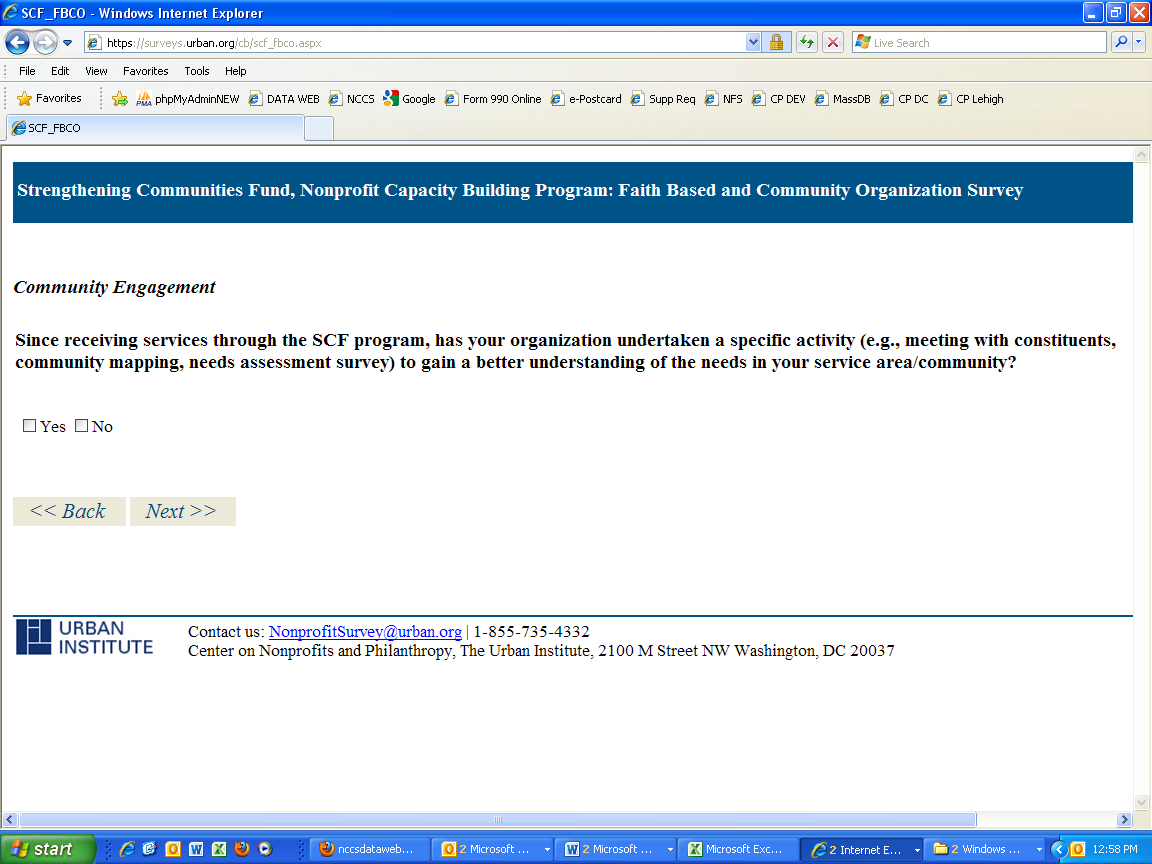 SCF_FBCO - Windows Internet Explorer
https://surveys.urban.org/cb/scf_fbco.aspx
Live Search
File Edit View Favorites Tools Help
Favorites phpMyAdminNEW DATA WEB NCCS Google Form 990 Online e-Postcard Supp Req NFS CP DEV MassDB CP DC CP Lehigh
SCF_FBCO
Strengthening Communities Fund, Nonprofit Capacity Building Program: Faith Based and Community Organization Survey
Community Engagement
Since receiving services through the SCF program, has your organization undertaken a specific activity (e.g., meeting with constituents,
community mapping, needs assessment survey) to gain a better understanding of the needs in your service area/community?
Yes No
<< Back Next >>
URBAN
INSTITUTE
Contact us: NonprofitSurvey@urban.org | 1-855-735-4332
Center on Nonprofits and Philanthropy, The Urban Institute, 2100 M Street NW Washington, DC 20037
start nccsdataweb... 2 Microsoft ... 2 Microsoft ... Microsoft Exc... 2 Internet E... 2 Windows ... 12:58 PM